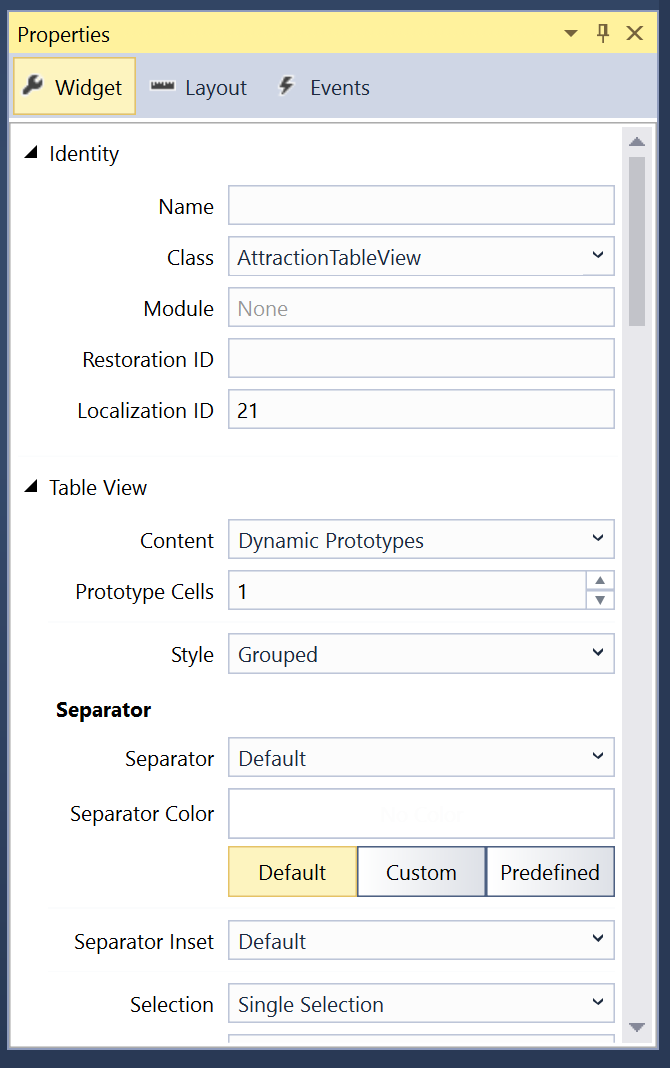 Properties
Widget Layout Events
Identity
Name
Class AttractionTableView
Module None
Restoration ID
Localization ID 21
Table View
Content Dynamic Prototypes
Prototype Cells 1
Style Grouped
Separator
Separator Default
Separator Color
Default Custom Predefined
Separator Inset Default
Selection Single Selection